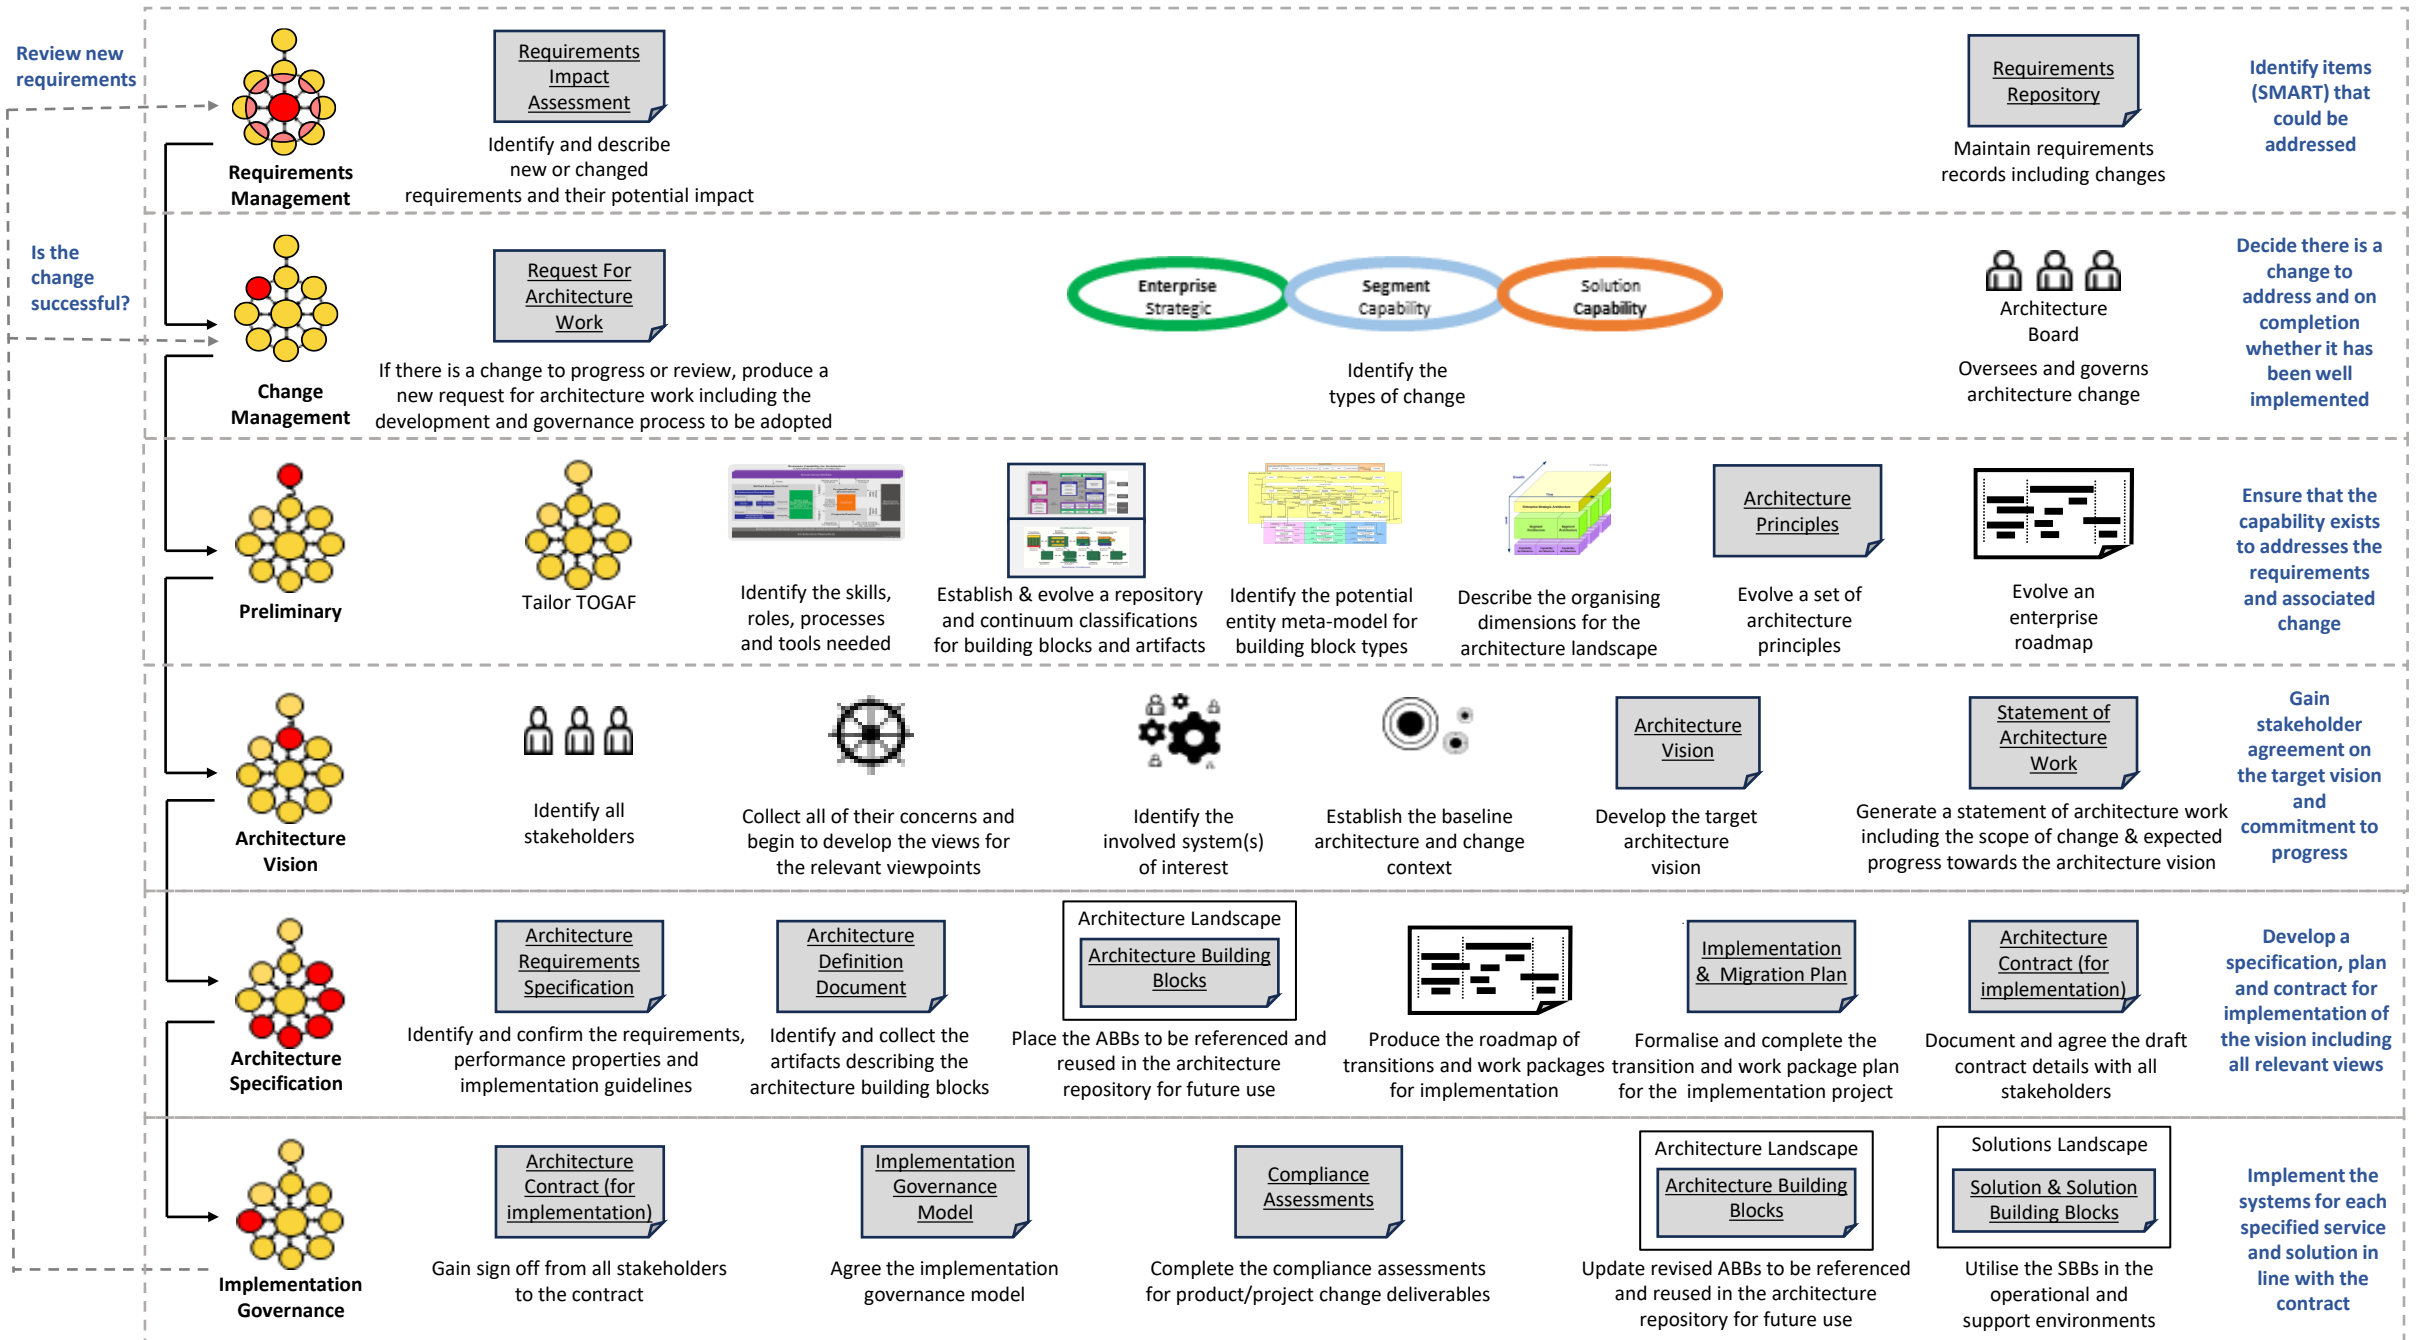 Review new
requirements
Requirements
Management
Requirements
Impact
Assessment
Identify and describe
new or changed
requirements and their potential impact
Requirements
Repository
Maintain requirements
records including changes
Identify items
(SMART) that
could be
addressed
Is the
change
successful?
Change
Management
Request For
Architecture
Work
If there is a change to progress or review, produce a
new request for architecture work including the
development and governance process to be adopted
Enterprise
Strategic
Segment
Capability
Solution
Capability
Identify the
types of change
Architecture
Board
Oversees and governs
architecture change
Decide there is a
change to
address and on
completion
whether it has
been well
implemented
Preliminary
Tailor TOGAF
Identify the skills,
roles, processes
and tools needed
Establish & evolve a repository
and continuum classifications
for building blocks and artifacts
Identify the potential
entity meta-model for
building block types
Describe the organising
dimensions for the
architecture landscape
Architecture
Principles
Evolve a set of
architecture
principles
Evolve an
enterprise
roadmap
Ensure that the
capability exists
to addresses the
requirements
and associated
change
Architecture
Vision
Identify all
stakeholders
Collect all of their concerns and
begin to develop the views for
the relevant viewpoints
Identify the
involved system(s)
of interest
Establish the baseline
architecture and change
context
Architecture
Vision
Develop the target
architecture
vision
Statement of
Architecture
Work
Generate a statement of architecture work
including the scope of change & expected
progress towards the architecture vision
Gain
stakeholder
agreement on
the target vision
and
commitment to
progress
Architecture
Specification
Architecture
Requirements
Specification
Identify and confirm the requirements,
performance properties and
implementation guidelines
Architecture
Definition
Document
Identify and collect the
artifacts describing the
architecture building blocks
Architecture Landscape
Architecture Building
Blocks
Place the ABBs to be referenced and
reused in the architecture
repository for future use
Produce the roadmap of
transitions and work packages
for implementation
Implementation
& Migration Plan
Formalise and complete the
transition and work package plan
for the implementation project
Architecture
Contract (for
implementation)
Document and agree the draft
contract details with all
stakeholders
Develop a
specification, plan
and contract for
implementation of
the vision including
all relevant views
Implementation
Governance
Architecture
Contract (for
implementation)
Gain sign off from all stakeholders
to the contract
Implementation
Governance
Model
Agree the implementation
governance model
Compliance
Assessments
Complete the compliance assessments
for product/project change deliverables
Architecture Landscape
Architecture Building
Blocks
Update revised ABBs to be referenced
and reused in the architecture
repository for future use
Solutions Landscape
Solution & Solution
Building Blocks
Utilise the SBBs in the
operational and
support environments
Implement the
systems for each
specified service
and solution in
line with the
contract